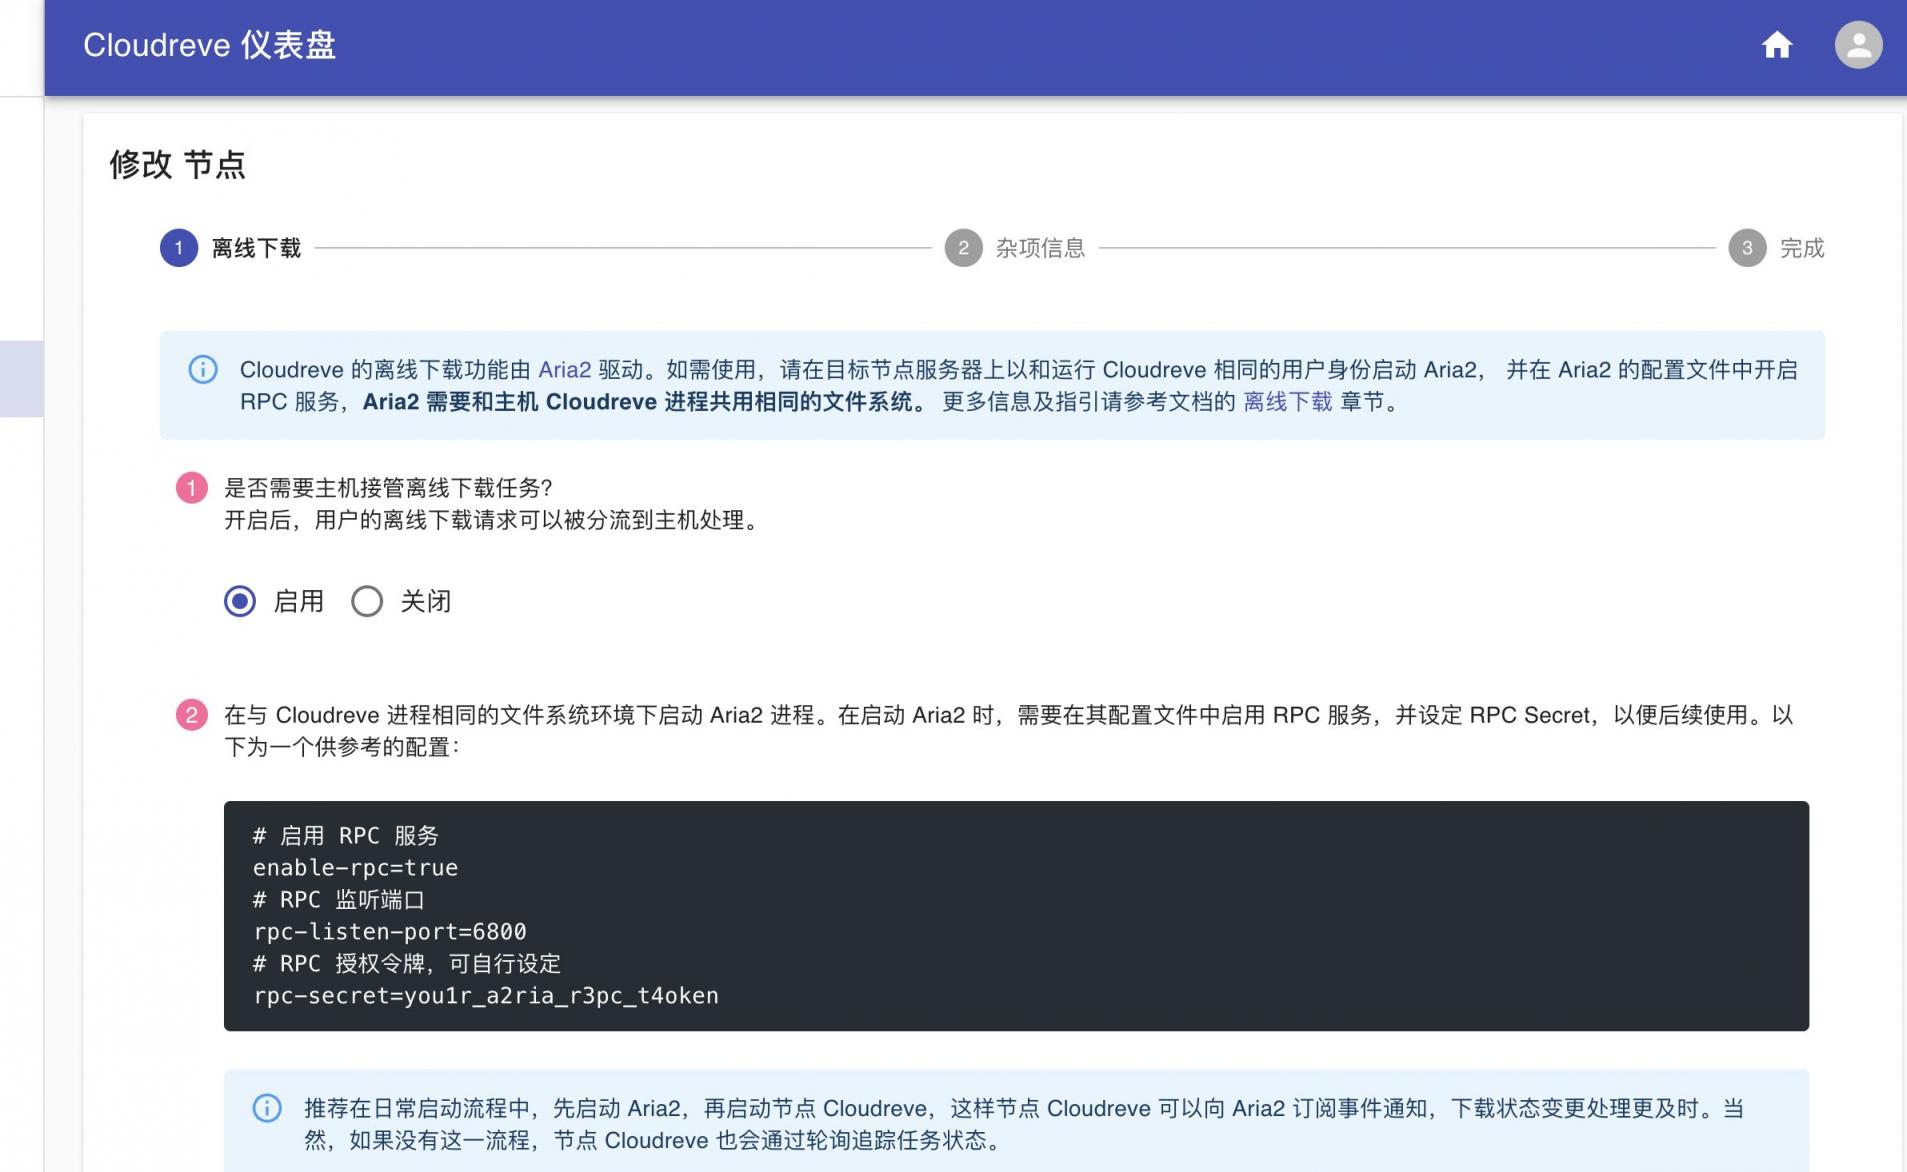 Cloudreve 仪表盘
修改 节点
1 离线下载 2 杂项信息 3 完成
Cloudreve 的离线下载功能由 Aria2 驱动。如需使用，请在目标节点服务器上以和运行 Cloudreve 相同的用户身份启动 Aria2， 并在 Aria2 的配置文件中开启
RPC 服务，Aria2 需要和主机 Cloudreve 进程共用相同的文件系统。 更多信息及指引请参考文档的 离线下载 章节。
1 是否需要主机接管离线下载任务？
开启后，用户的离线下载请求可以被分流到主机处理。
启用 关闭
2 在与 Cloudreve 进程相同的文件系统环境下启动 Aria2 进程。在启动 Aria2 时，需要在其配置文件中启用 RPC 服务，并设定 RPC Secret，以便后续使用。以
下为一个供参考的配置：
# 启用 RPC 服务
enable-rpc=true
# RPC 监听端口
rpc-listen-port=6800
# RPC 授权令牌，可自行设定
rpc-secret=you1r_a2ria_r3pc_t4oken
推荐在日常启动流程中，先启动 Aria2，再启动节点 Cloudreve，这样节点 Cloudreve 可以向 Aria2 订阅事件通知，下载状态变更处理更及时。当
然，如果没有这一流程，节点 Cloudreve 也会通过轮询追踪任务状态。